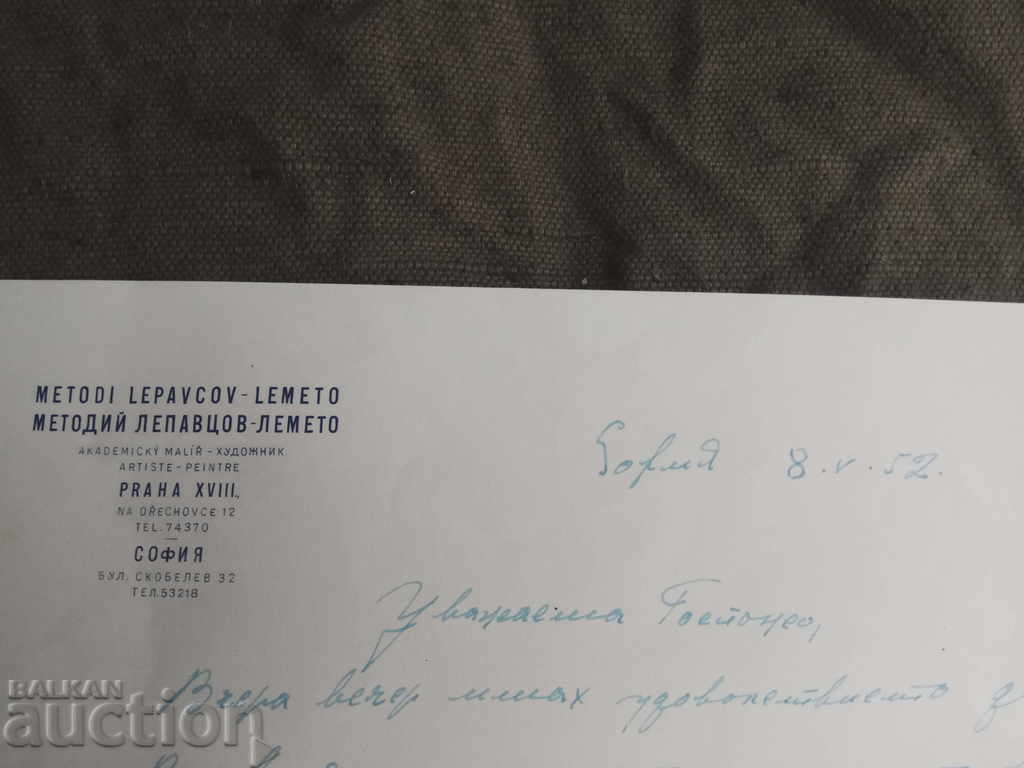 METODI LEPAVCOV-LEMETO
МЕТОДИЙ ЛЕПАВЦОВ-ЛЕМЕТО
AKADEMICKÝ MALÍŘ - ХУДОЖНИК
ARTISTE - PEINTRE
PRAHA XVIII.,
NA OŘECHOVCE 12
TEL. 74370
СОФИЯ
БУЛ. СКОБЕЛЕВ 32
ТЕЛ. 53218
София 8.V.52.
Уважаема Госпожо,
Вчера вечер имах удоволствието
BALKAN
auction